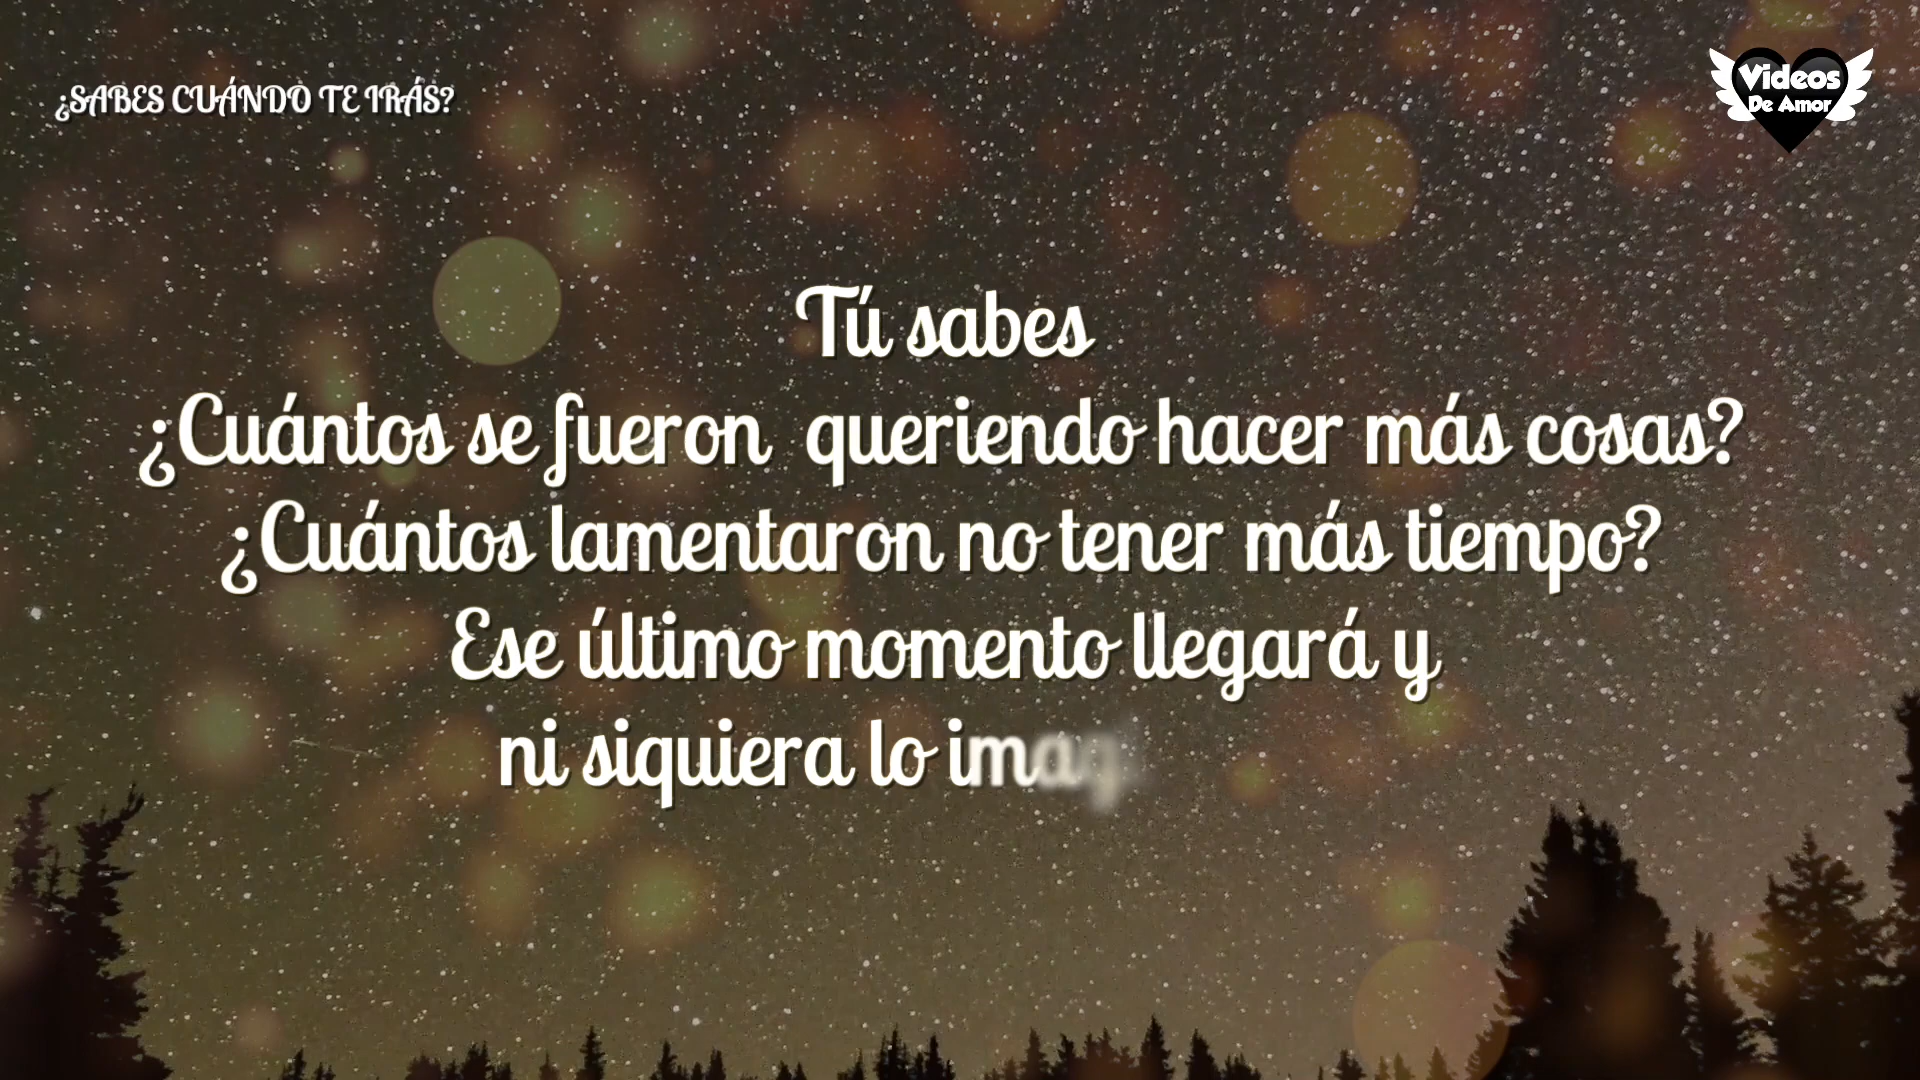 ¿SABES CUÁNDO TE IRÁS?
Videos
De Amor
Tú sabes
¿Cuántos se fueron queriendo hacer más cosas?
¿Cuántos lamentaron no tener más tiempo?
Ese último momento llegará y
ni siquiera lo imag